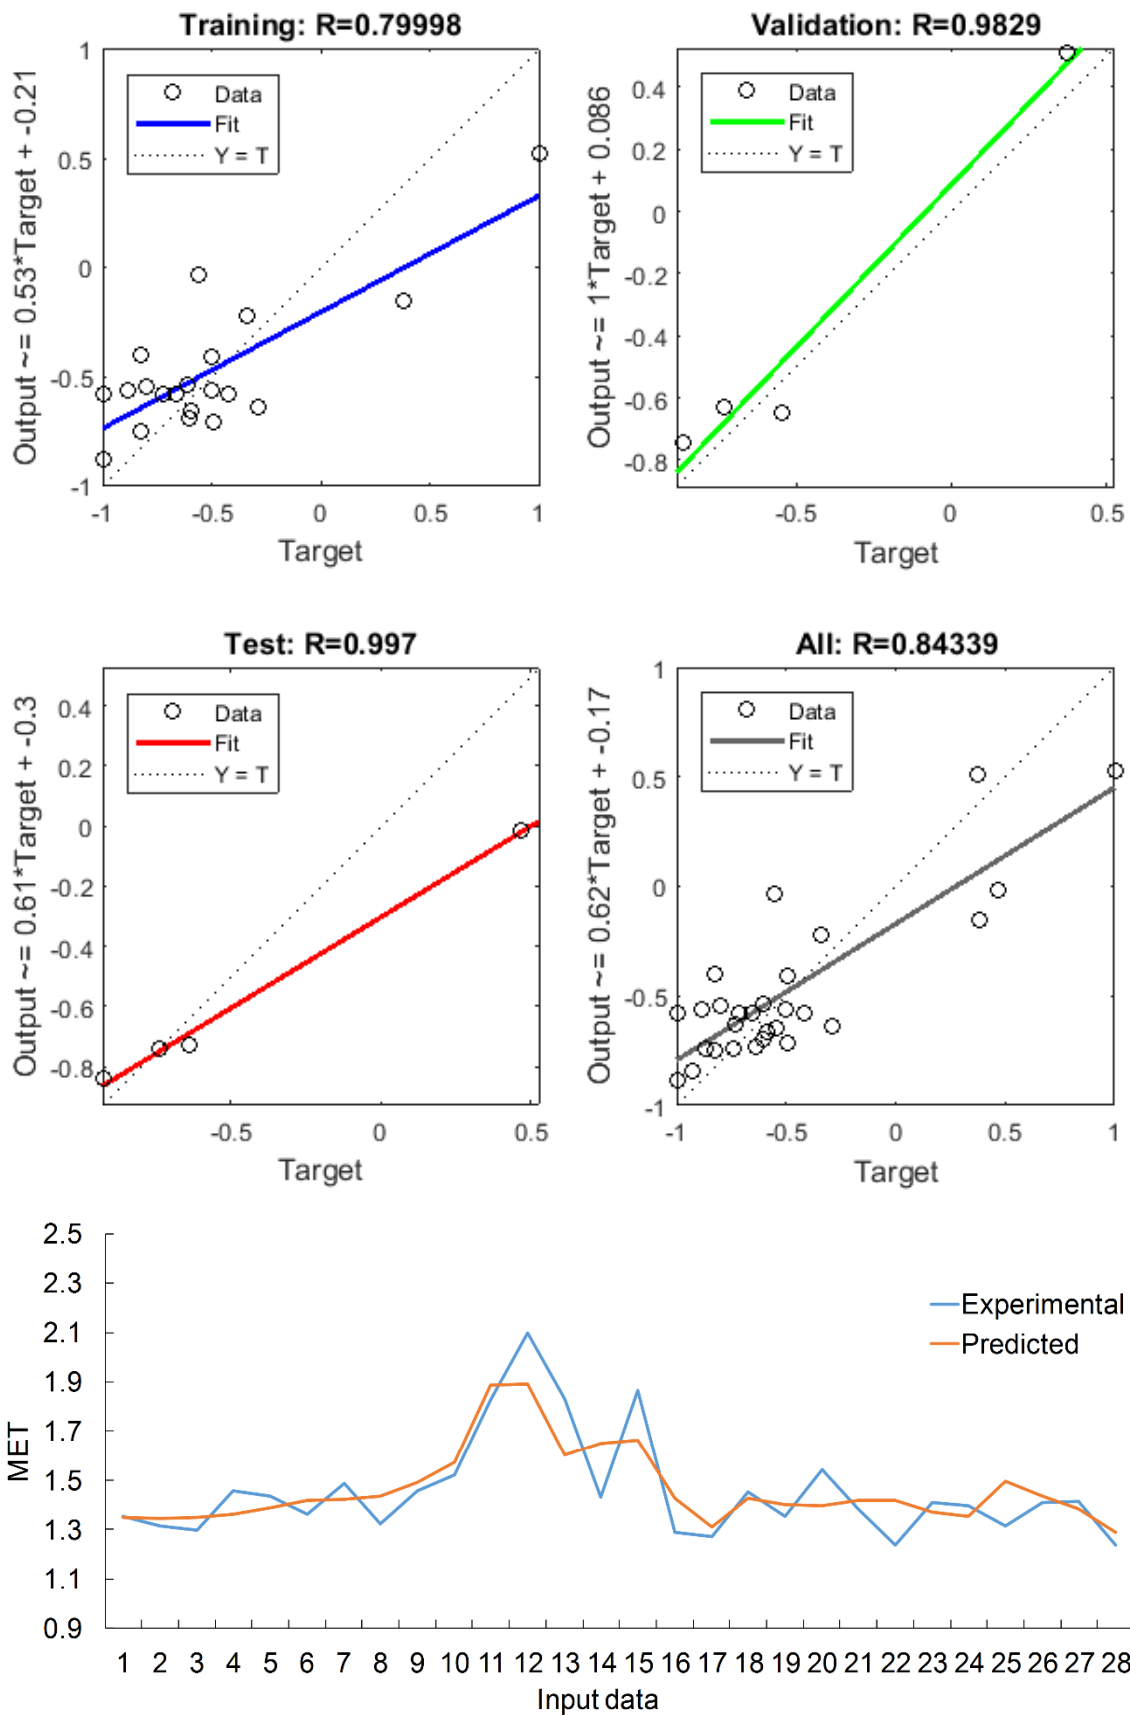 Training: R=0.79998
Output ~= 0.53*Target + -0.21
1
0.5
0
-0.5
-1
Data
Fit
Y = T
-1
-0.5
0
0.5
1
Target
Validation: R=0.9829
Output ~= 1*Target + 0.086
0.4
0.2
0
-0.2
-0.4
-0.6
-0.8
Data
Fit
Y = T
-0.5
0
0.5
Target
Test: R=0.997
Output ~= 0.61*Target + -0.3
0.4
0.2
0
-0.2
-0.4
-0.6
-0.8
Data
Fit
Y = T
-0.5
0
0.5
Target
All: R=0.84339
Output ~= 0.62*Target + -0.17
1
0.5
0
-0.5
-1
Data
Fit
Y = T
-1
-0.5
0
0.5
1
Target
MET
2.5
2.3
2.1
1.9
1.7
1.5
1.3
1.1
0.9
Experimental
Predicted
1 2 3 4 5 6 7 8 9 10 11 12 13 14 15 16 17 18 19 20 21 22 23 24 25 26 27 28
Input data